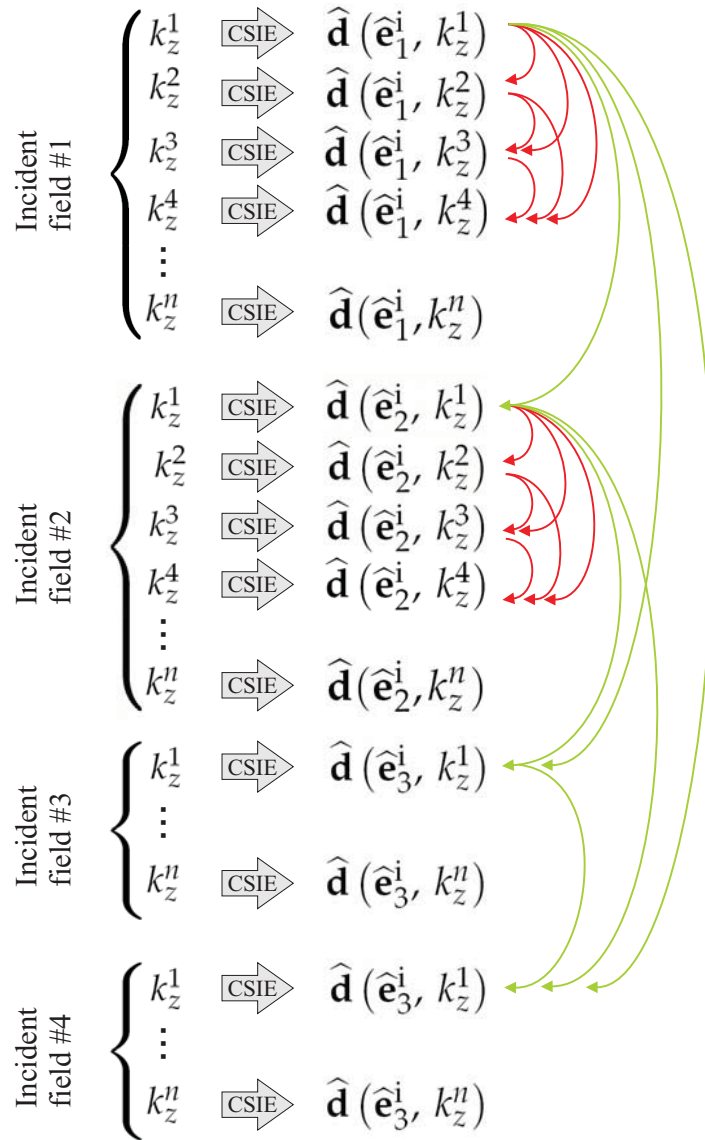 Incident field #1
k_z^1 CSIE d̂ (ê_1^i, k_z^1)
k_z^2 CSIE d̂ (ê_1^i, k_z^2)
k_z^3 CSIE d̂ (ê_1^i, k_z^3)
k_z^4 CSIE d̂ (ê_1^i, k_z^4)
⋮
k_z^n CSIE d̂ (ê_1^i, k_z^n)
Incident field #2
k_z^1 CSIE d̂ (ê_2^i, k_z^1)
k_z^2 CSIE d̂ (ê_2^i, k_z^2)
k_z^3 CSIE d̂ (ê_2^i, k_z^3)
k_z^4 CSIE d̂ (ê_2^i, k_z^4)
⋮
k_z^n CSIE d̂ (ê_2^i, k_z^n)
Incident field #3
k_z^1 CSIE d̂ (ê_3^i, k_z^1)
⋮
k_z^n CSIE d̂ (ê_3^i, k_z^n)
Incident field #4
k_z^1 CSIE d̂ (ê_3^i, k_z^1)
⋮
k_z^n CSIE d̂ (ê_3^i, k_z^n)